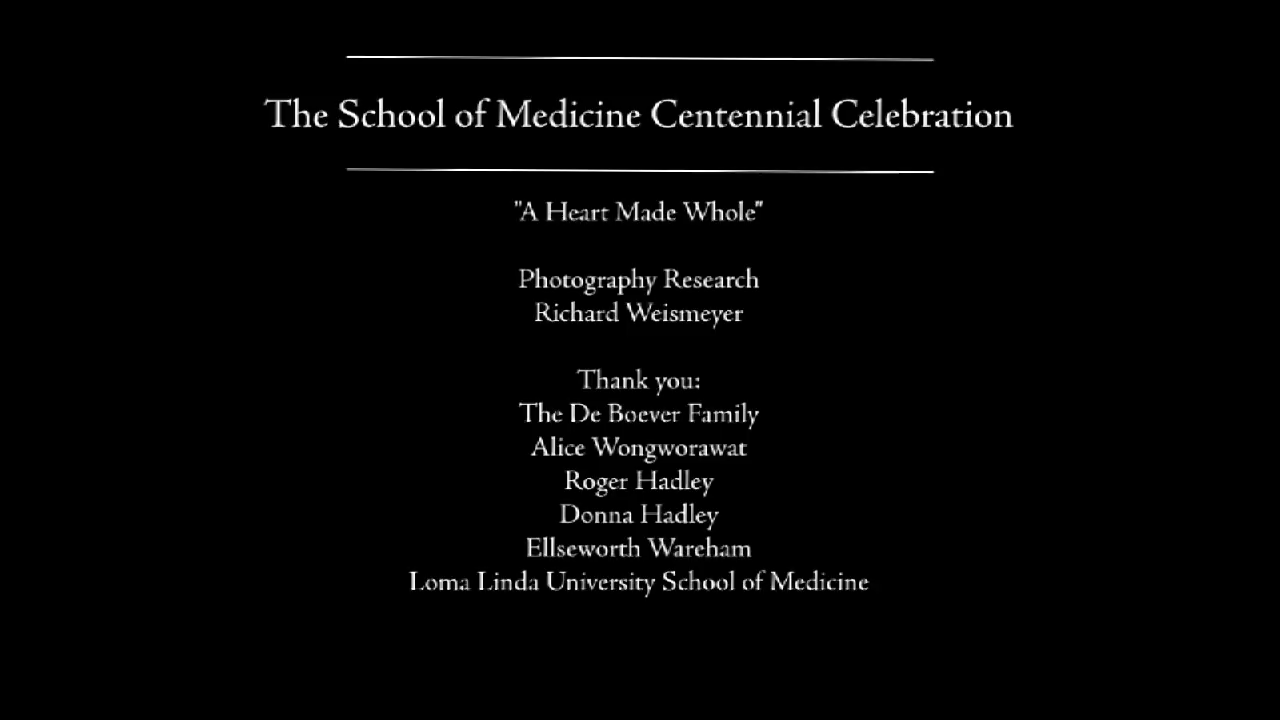 The School of Medicine Centennial Celebration
"A Heart Made Whole"
Photography Research
Richard Weismeyer
Thank you:
The De Boever Family
Alice Wongworawat
Roger Hadley
Donna Hadley
Ellseworth Wareham
Loma Linda University School of Medicine